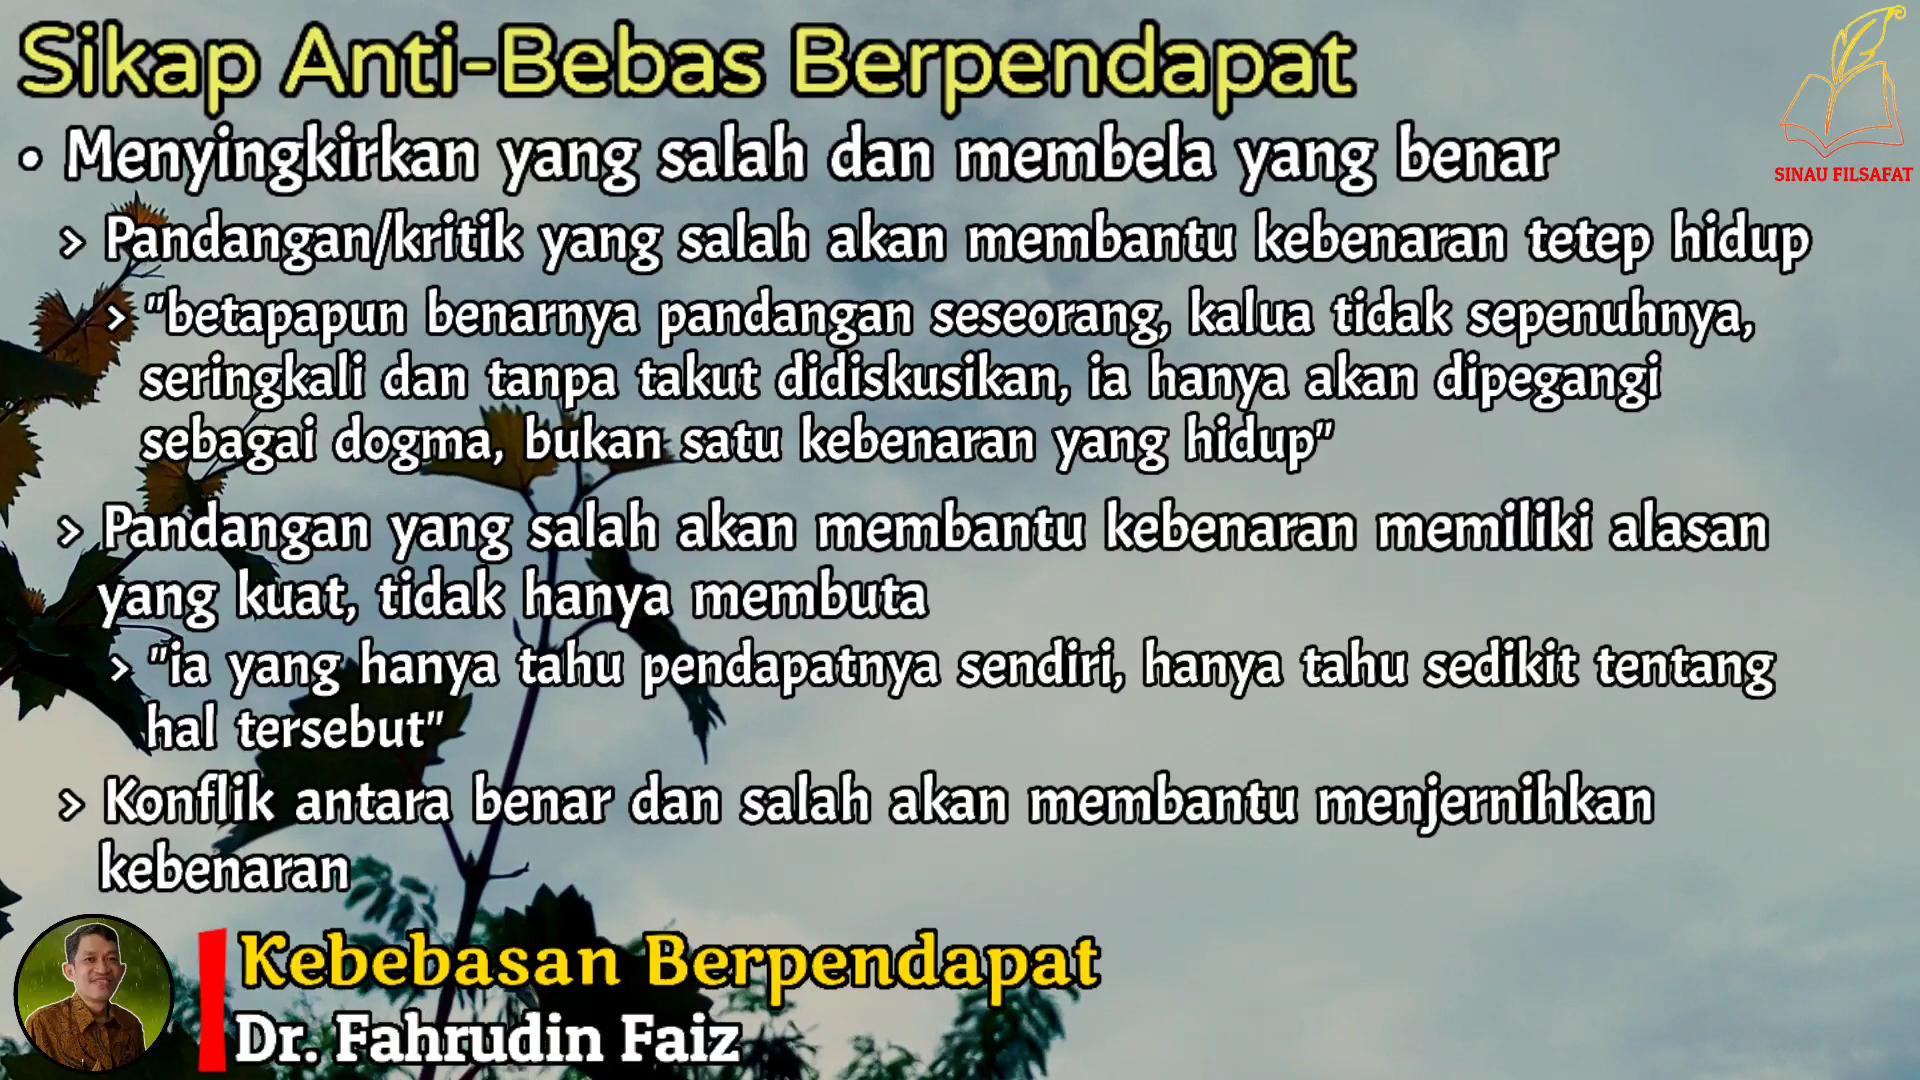 Sikap Anti-Bebas Berpendapat
SINAU FILSAFAT
• Menyingkirkan yang salah dan membela yang benar
> Pandangan/kritik yang salah akan membantu kebenaran tetep hidup
> "betapapun benarnya pandangan seseorang, kalua tidak sepenuhnya,
seringkali dan tanpa takut didiskusikan, ia hanya akan dipegangi
sebagai dogma, bukan satu kebenaran yang hidup"
> Pandangan yang salah akan membantu kebenaran memiliki alasan
yang kuat, tidak hanya membuta
> "ia yang hanya tahu pendapatnya sendiri, hanya tahu sedikit tentang
hal tersebut"
> Konflik antara benar dan salah akan membantu menjernihkan
kebenaran
Kebebasan Berpendapat
Dr. Fahrudin Faiz